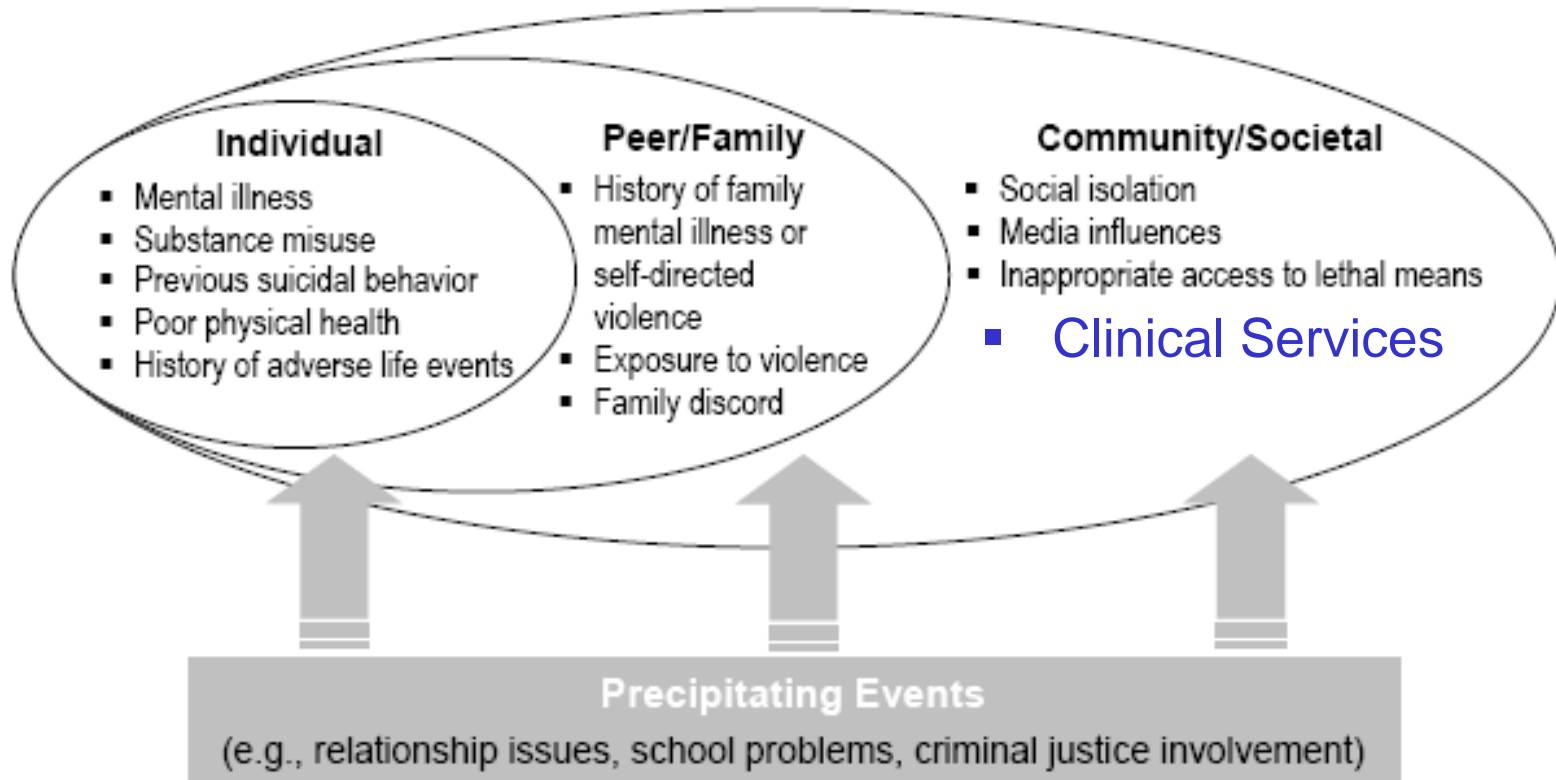 Individual
▪ Mental illness
▪ Substance misuse
▪ Previous suicidal behavior
▪ Poor physical health
▪ History of adverse life events
Peer/Family
▪ History of family
mental illness or
self-directed
violence
▪ Exposure to violence
▪ Family discord
Community/Societal
▪ Social isolation
▪ Media influences
▪ Inappropriate access to lethal means
▪ Clinical Services
Precipitating Events
(e.g., relationship issues, school problems, criminal justice involvement)